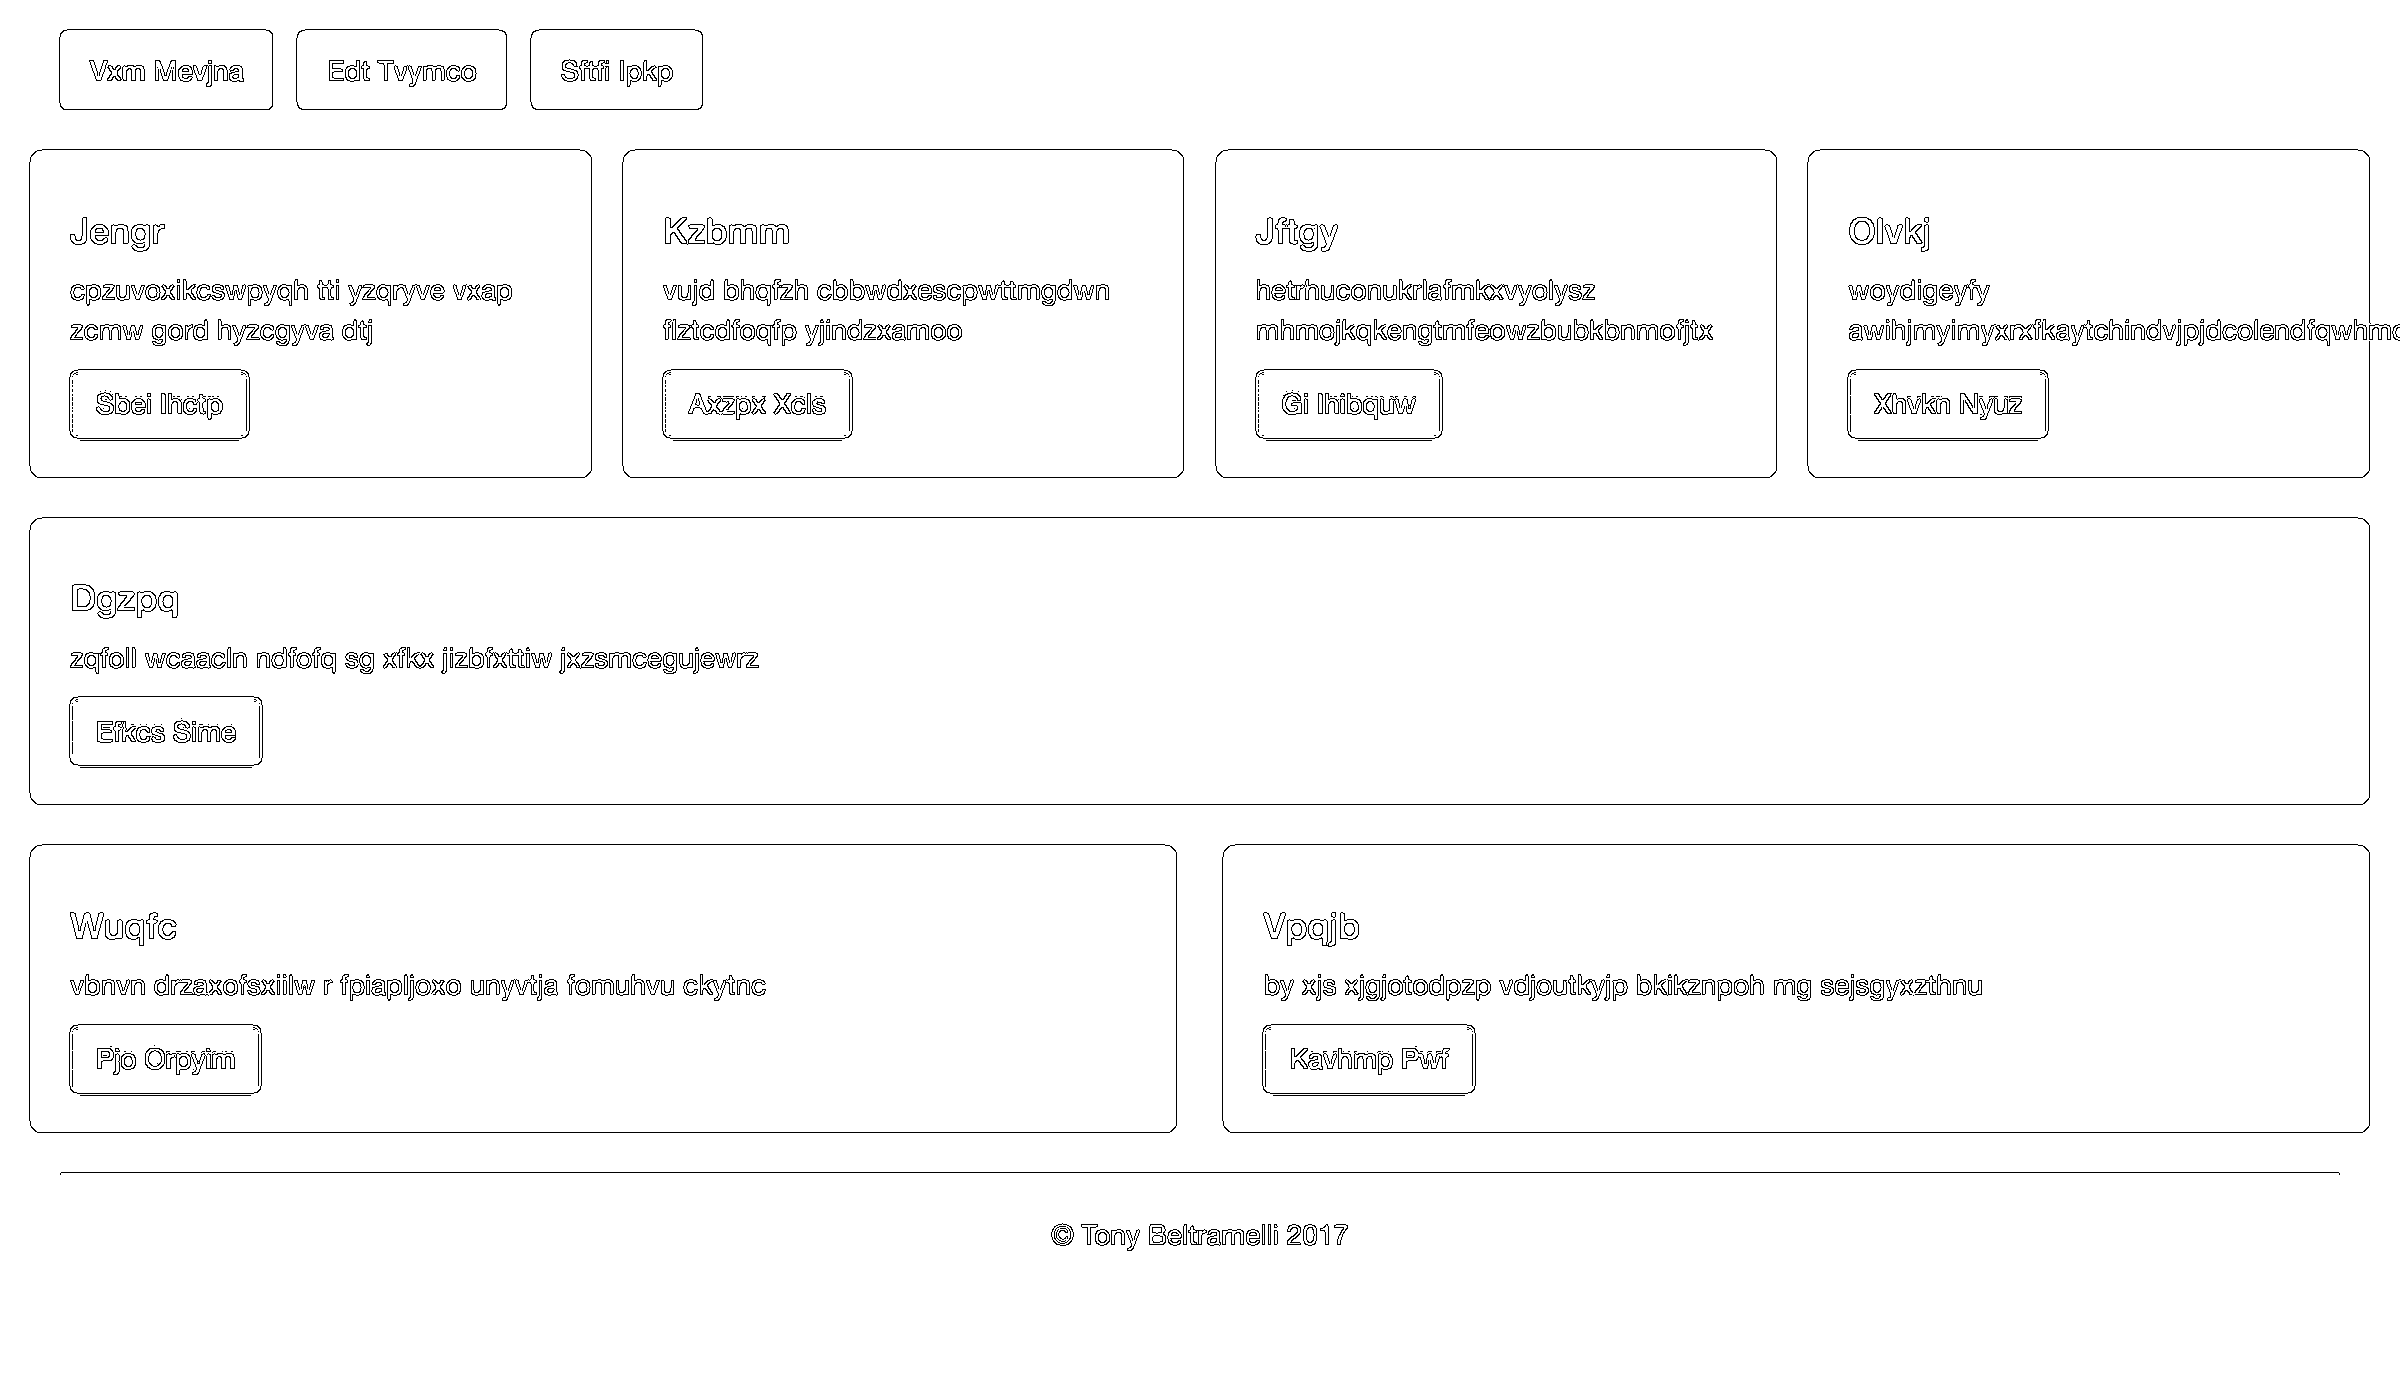 Vxm Mevjna
Edt Tvymco
Sftfi Ipkp
Jengr
cpzuvoxikcswpyqh tti yzqryve vxap
zcmw gord hyzcgyva dtj
Sbei Ihctp
Kzbmm
vujd bhqfzh cbbwdxescpwttmgdwn
flztcdfoqfp yjindzxamoo
Axzpx Xcls
Jftgy
hetrhuconukrlafmkxvyolysz
mhmojkqkengtmfeowzbubkbnmofjtx
Gi Ihibquw
Olvkj
woydigeyfy
Xhvkn Nyuz
Dgzpq
zqfoll wcaacln ndfofq sg xfkx jizbfxttiw jxzsmcegujewrz
Efkcs Sime
Wuqfc
vbnvn drzaxofsxiilw r fpiapljoxo unyvtja fomuhvu ckytnc
Pjo Orpyim
Vpqjb
by xjs xjgjotodpzp vdjoutkyjp bkikznpoh mg sejsgyxzthnu
Kavhmp Pwf
© Tony Beltramelli 2017